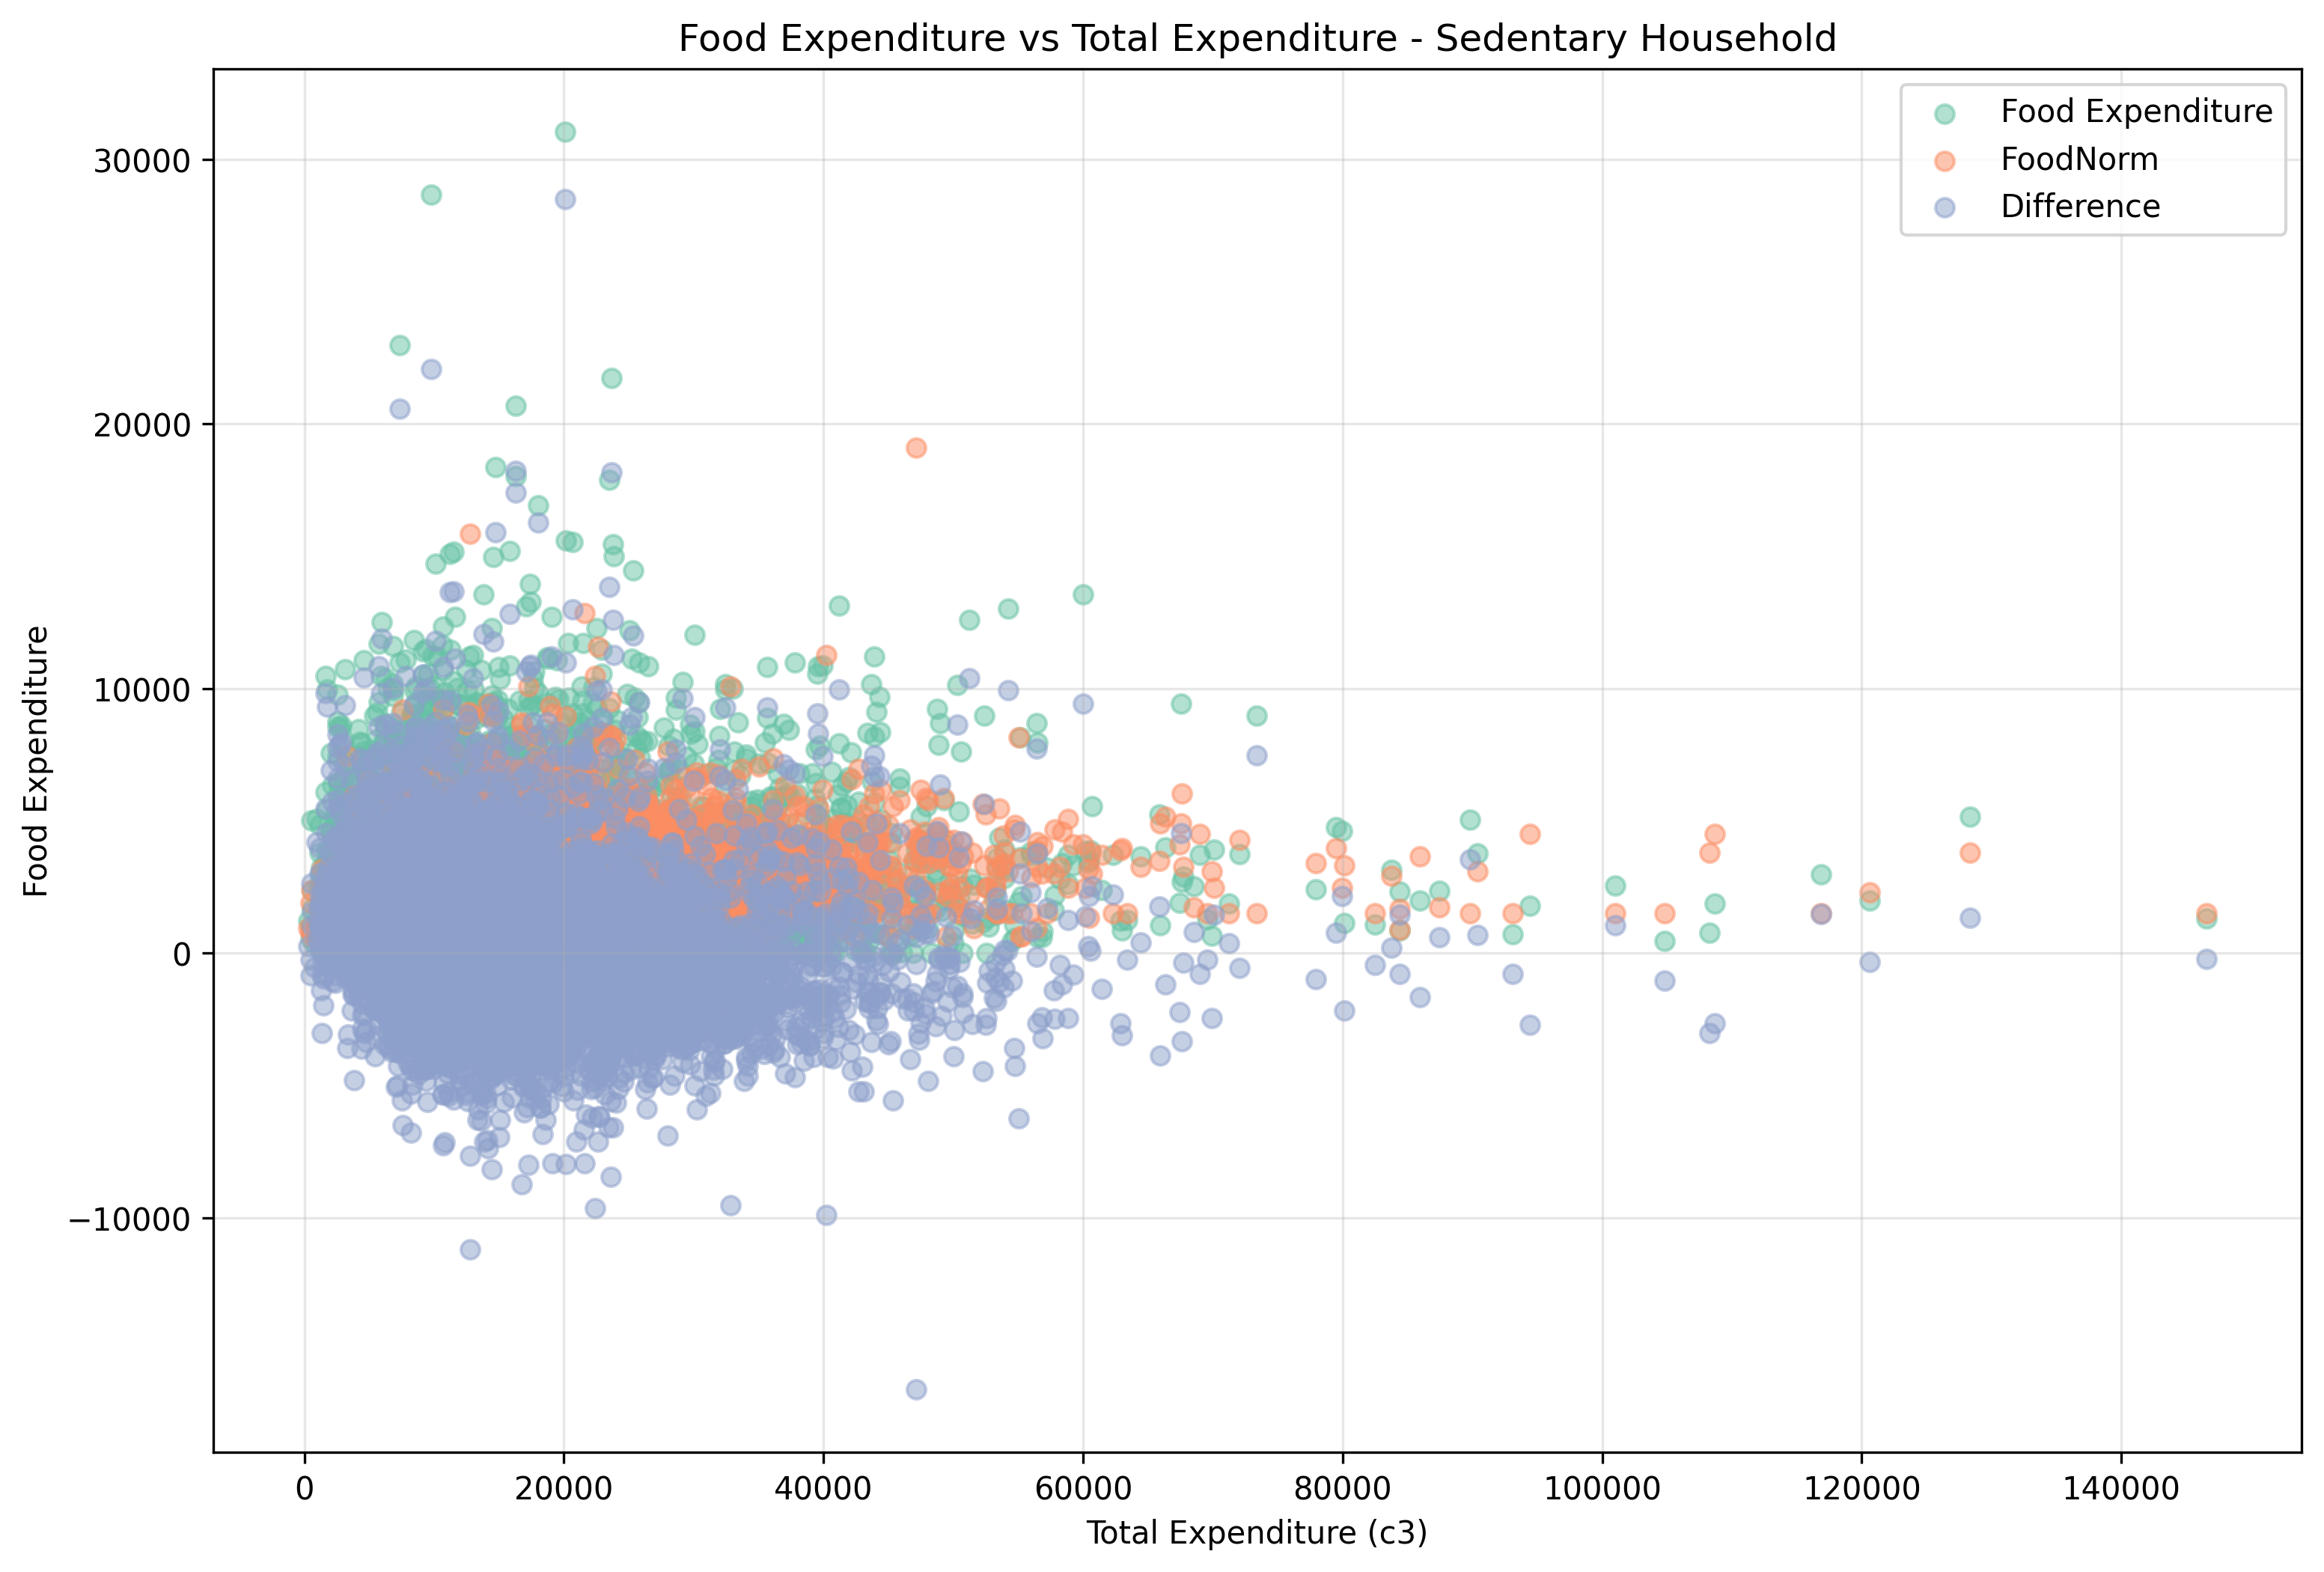 Food Expenditure vs Total Expenditure - Sedentary Household
Food Expenditure
FoodNorm
Difference
30000
20000
10000
0
−10000
Food Expenditure
0
20000
40000
60000
80000
100000
120000
140000
Total Expenditure (c3)